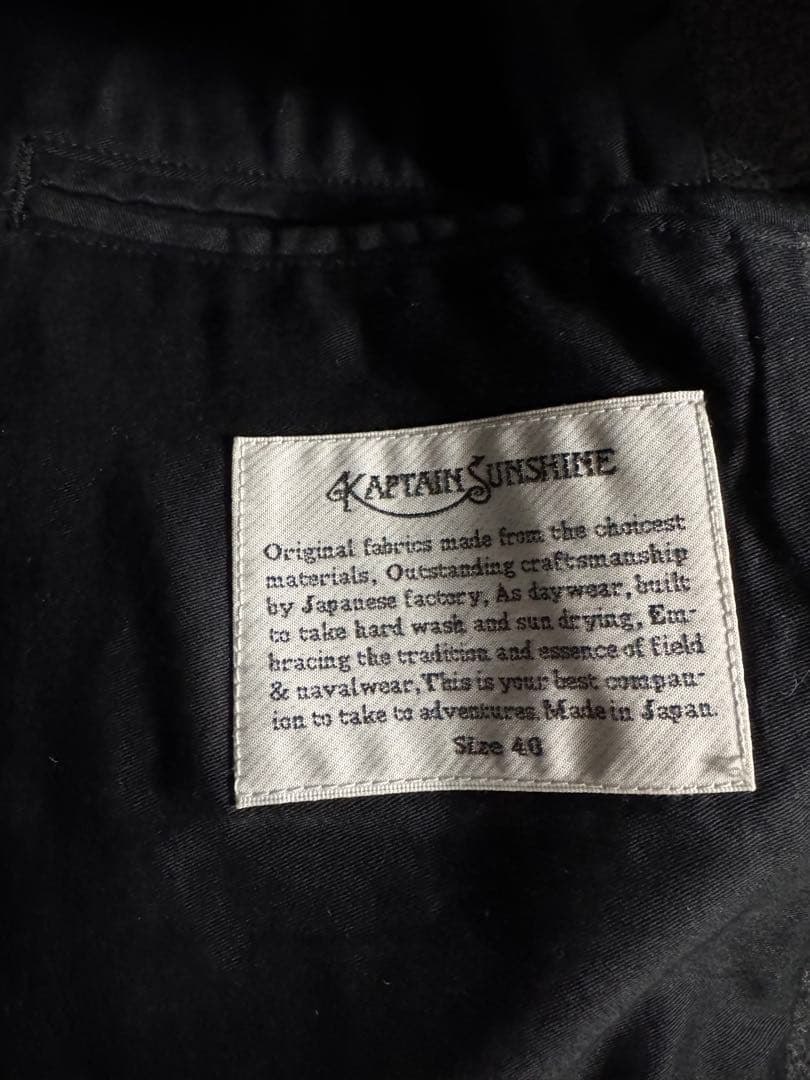 KAPTAIN SUNSHINE
Original fabrics made from the choicest
materials, Outstanding craftsmanship
by Japanese factory, As daywear, built
to take hard wash and sun drying, Em-
bracing the tradition and essence of field
& navalwear, This is your best compan-
ion to take to adventures. Made in Japan.
Size 40